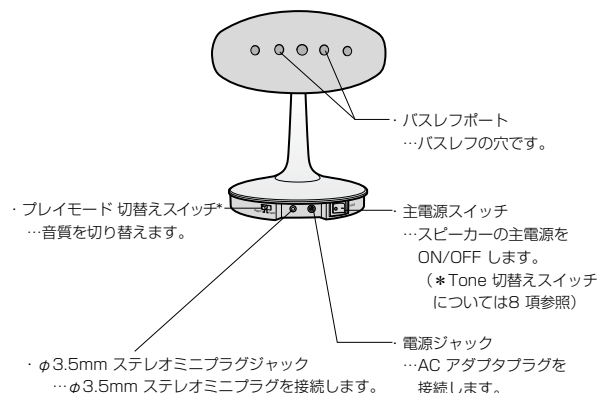 ・バスレフポート
…バスレフの穴です。
・プレイモード 切替えスイッチ*
…音質を切り替えます。
・主電源スイッチ
…スピーカーの主電源を
ON/OFF します。
（＊Tone 切替えスイッチ
については8 項参照）
・φ3.5mm ステレオミニプラグジャック
…φ3.5mm ステレオミニプラグを接続します。
・電源ジャック
…AC アダプタプラグを
接続します。